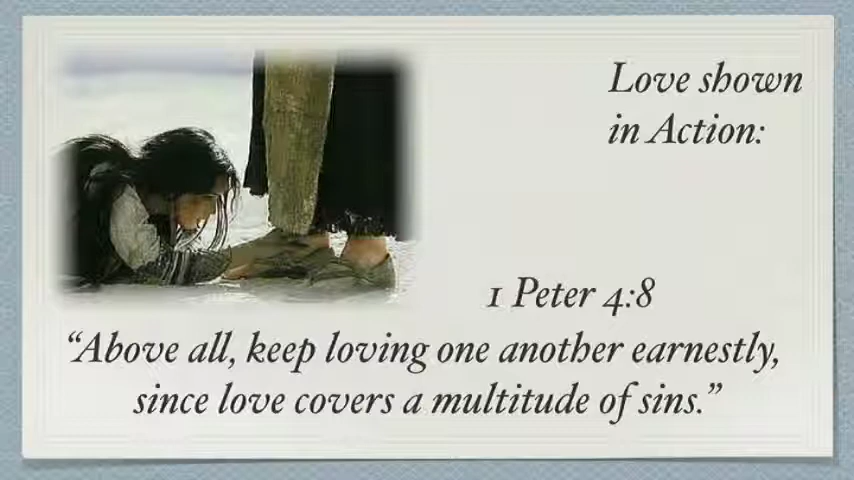 Love shown
in Action:
1 Peter 4:8
“Above all, keep loving one another earnestly,
since love covers a multitude of sins.”